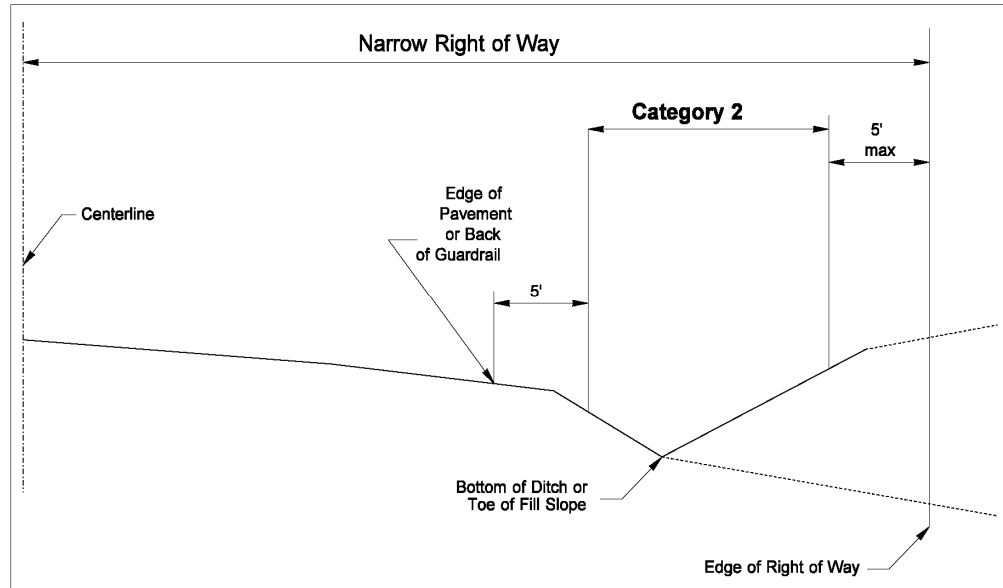 Narrow Right of Way
Category 2
5'
max
Centerline
Edge of
Pavement
or Back
of Guardrail
5'
Bottom of Ditch or
Toe of Fill Slope
Edge of Right of Way